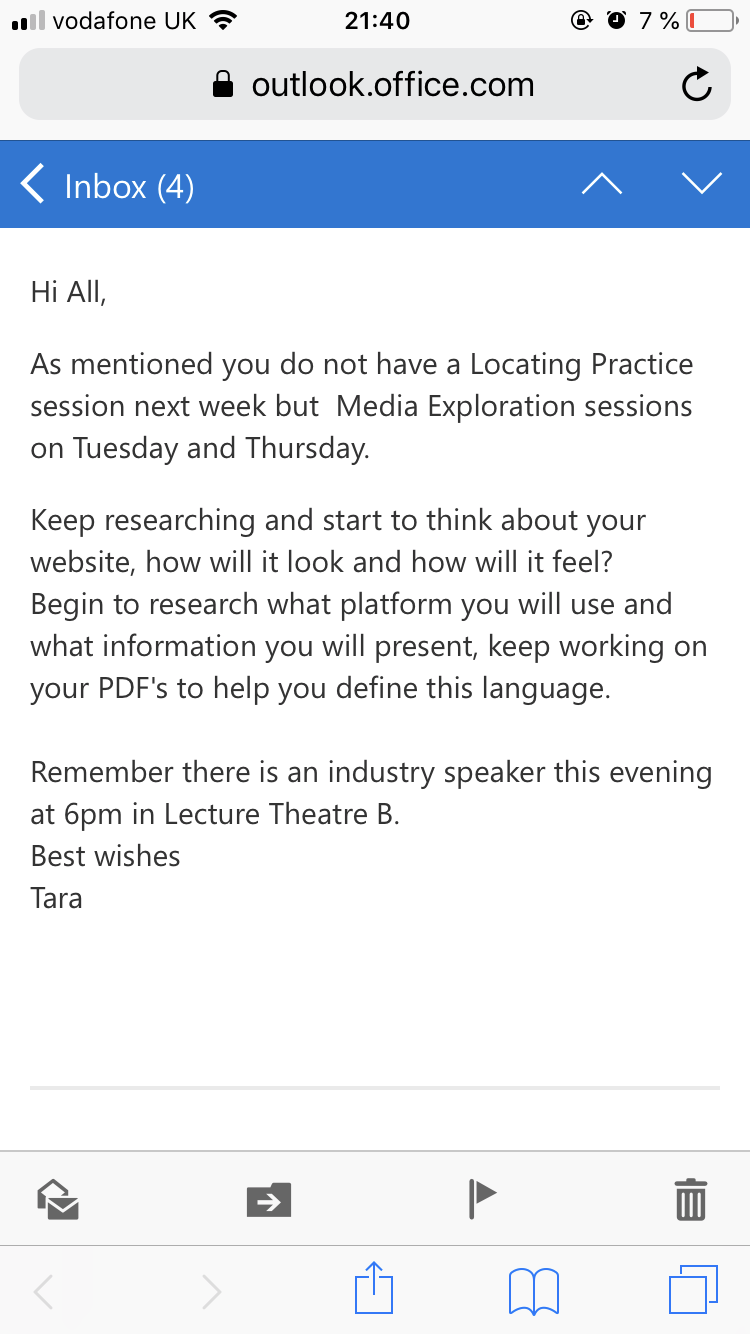 vodafone UK 21:40 7 %
outlook.office.com
Inbox (4)
Hi All,
As mentioned you do not have a Locating Practice
session next week but  Media Exploration sessions
on Tuesday and Thursday.
Keep researching and start to think about your
website, how will it look and how will it feel?
Begin to research what platform you will use and
what information you will present, keep working on
your PDF's to help you define this language.
Remember there is an industry speaker this evening
at 6pm in Lecture Theatre B.
Best wishes
Tara